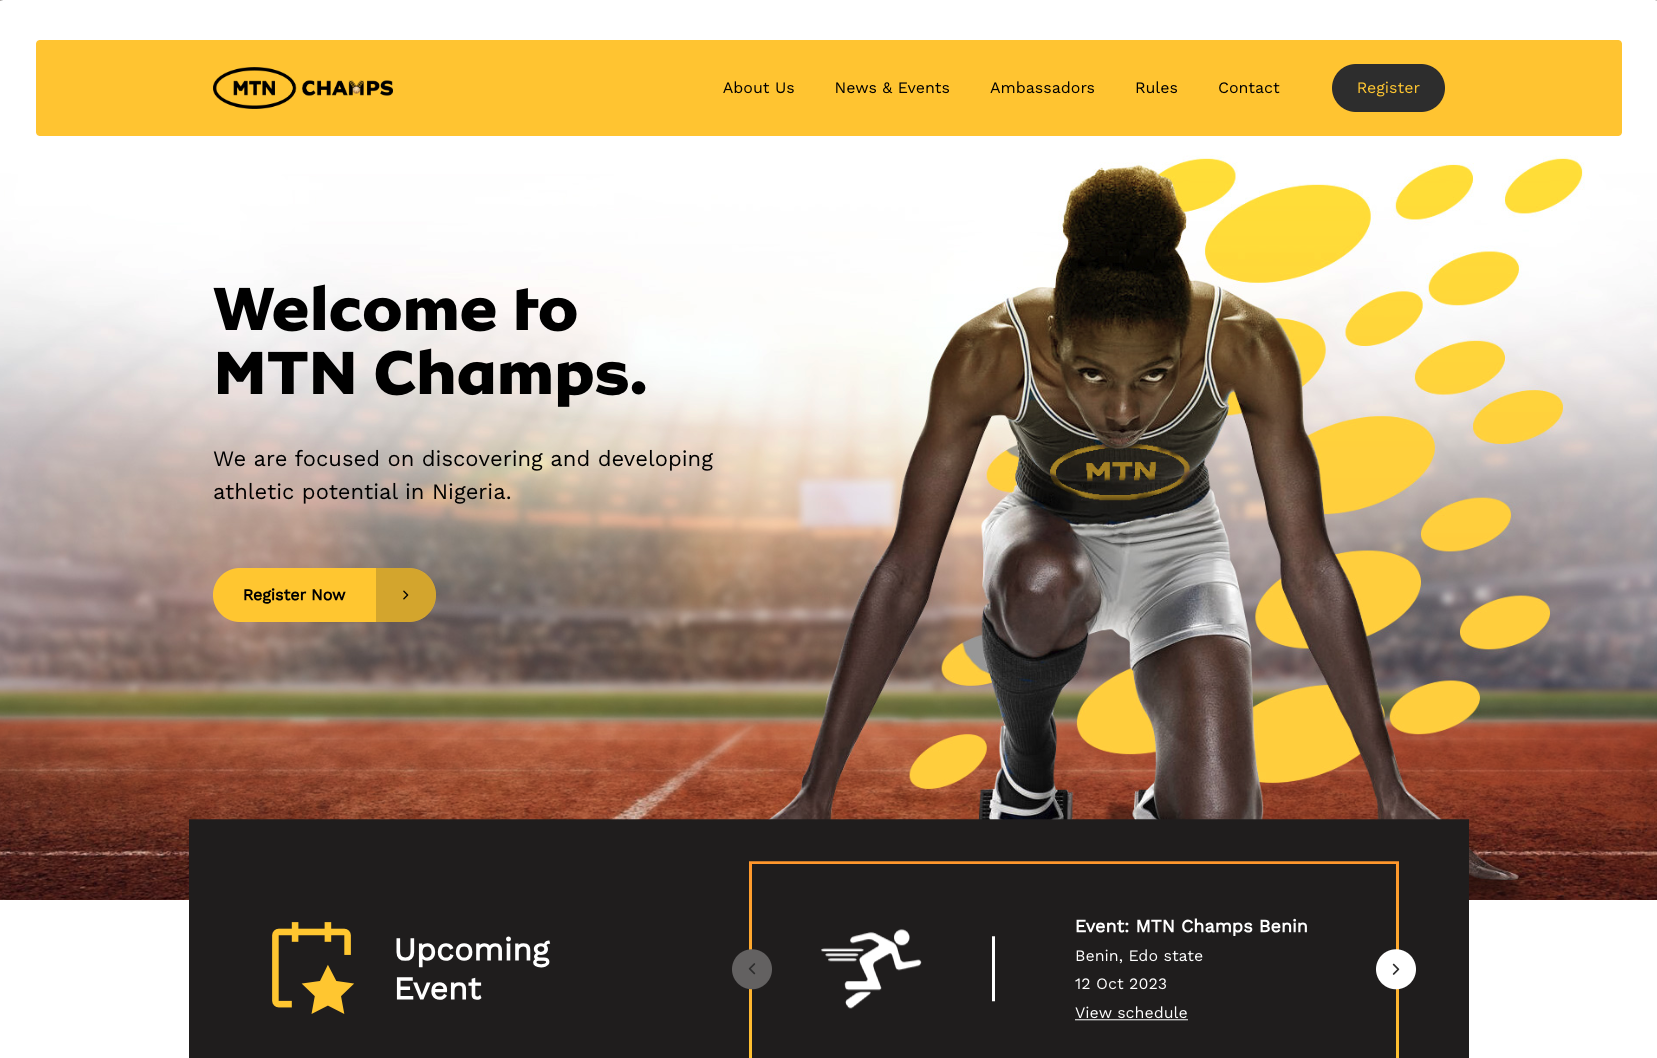 MTN CHAMPS
About Us
News & Events
Ambassadors
Rules
Contact
Register
Welcome to
MTN Champs.
We are focused on discovering and developing
athletic potential in Nigeria.
Register Now
MTN
Upcoming
Event
Event: MTN Champs Benin
Benin, Edo state
12 Oct 2023
View schedule